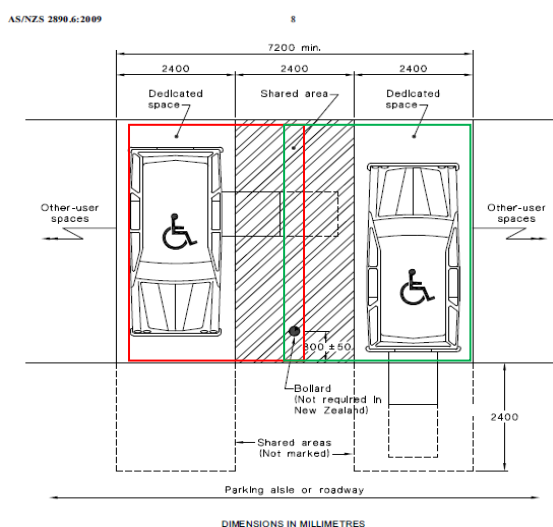 AS/NZS 2890.6:2009
8
7200 min.
2400
2400
2400
Dedicated
space
Shared area
Dedicated
space
Other-user
spaces
Other-user
spaces
300 ±50
Bollard
(Not required in
New Zealand)
2400
Shared areas
(Not marked)
Parking aisle or roadway
DIMENSIONS IN MILLIMETRES